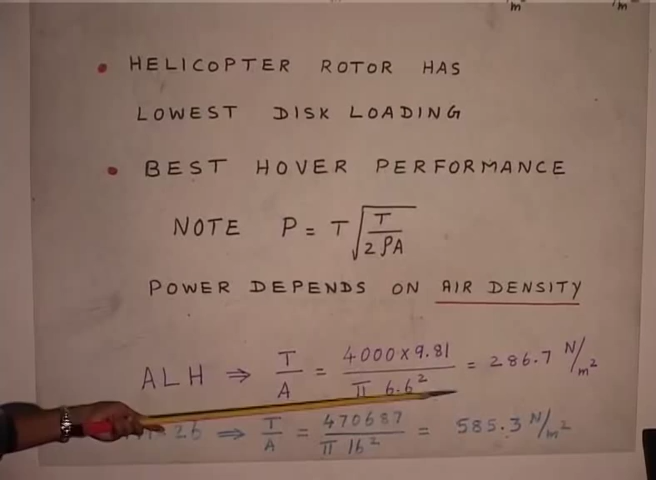 • HELICOPTER ROTOR HAS
LOWEST DISK LOADING
• BEST HOVER PERFORMANCE
NOTE P = T √(T / 2ρA)
POWER DEPENDS ON AIR DENSITY
ALH ⇒ T/A = 4000×9.81 / π 6.6² = 286.7 N/m²
26 ⇒ T/A = 470687 / π 16² = 585.3 N/m²